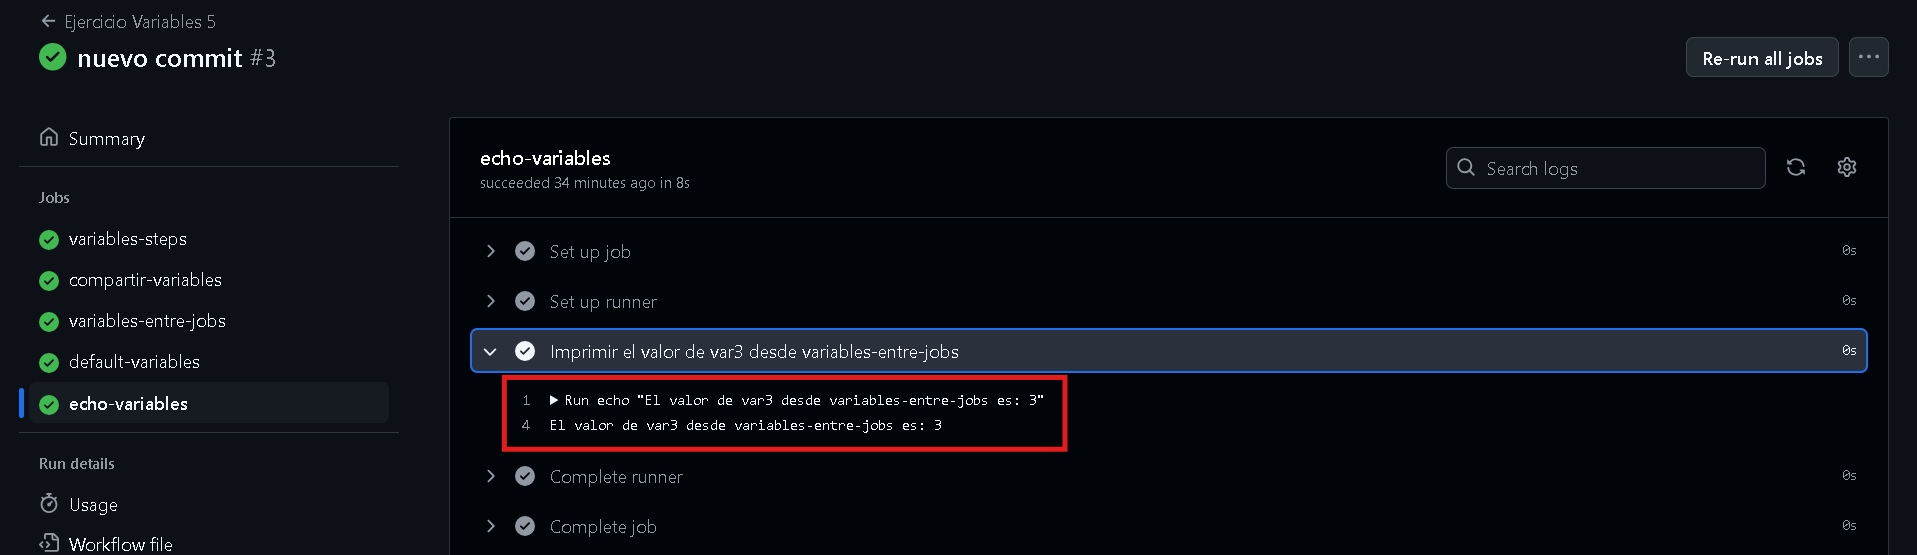 Ejercicio Variables 5
nuevo commit #3
Re-run all jobs
Summary
Jobs
variables-steps
compartir-variables
variables-entre-jobs
default-variables
echo-variables
Run details
Usage
Workflow file
echo-variables
succeeded 34 minutes ago in 8s
Search logs
Set up job 0s
Set up runner 0s
Imprimir el valor de var3 desde variables-entre-jobs 0s
1 Run echo "El valor de var3 desde variables-entre-jobs es: 3"
4 El valor de var3 desde variables-entre-jobs es: 3
Complete runner 0s
Complete job 0s